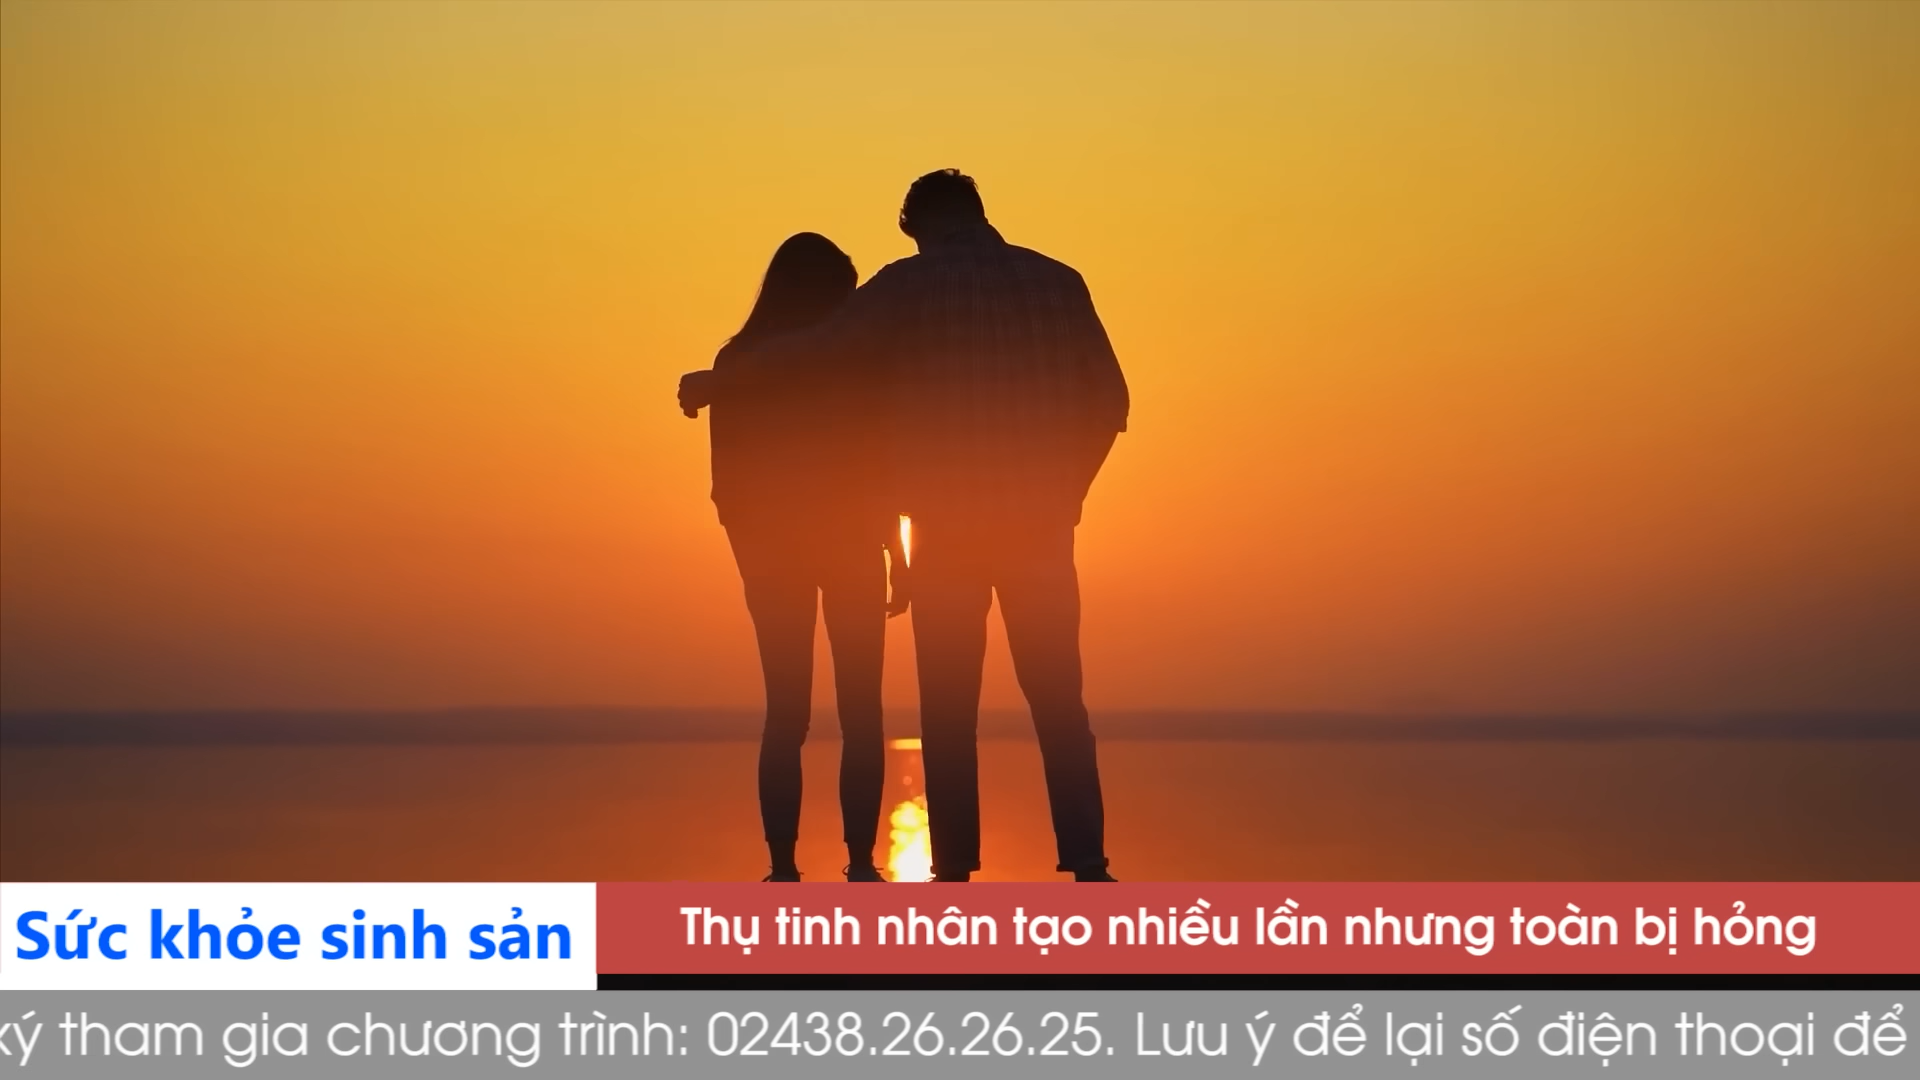 Sức khỏe sinh sản
Thụ tinh nhân tạo nhiều lần nhưng toàn bị hỏng
ký tham gia chương trình: 02438.26.26.25. Lưu ý để lại số điện thoại để